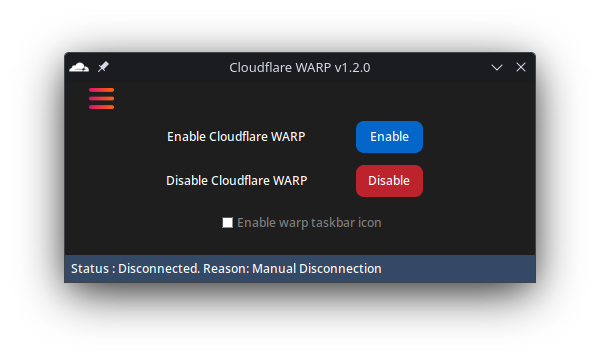 Cloudflare WARP v1.2.0
Enable Cloudflare WARP Enable
Disable Cloudflare WARP Disable
Enable warp taskbar icon
Status : Disconnected. Reason: Manual Disconnection